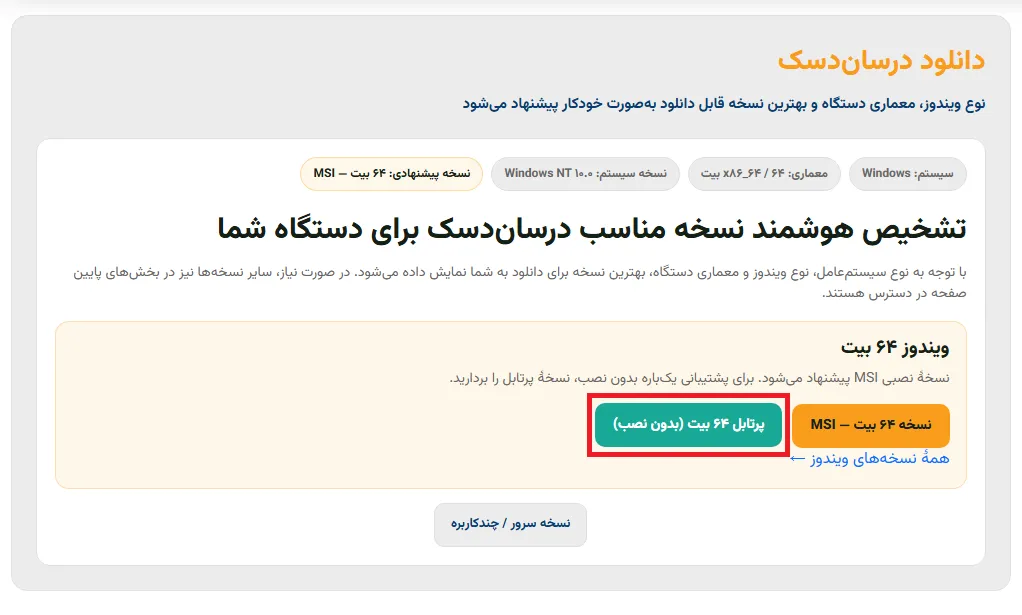 دانلود درسان‌دسک
نوع ویندوز، معماری دستگاه و بهترین نسخه قابل دانلود به‌صورت خودکار پیشنهاد می‌شود
سیستم: Windows
معماری: x۸۶_۶۴ / ۶۴ بیت
نسخه سیستم: Windows NT ۱۰.۰
نسخه پیشنهادی: ۶۴ بیت — MSI
تشخیص هوشمند نسخه مناسب درسان‌دسک برای دستگاه شما
با توجه به نوع سیستم‌عامل، نوع ویندوز و معماری دستگاه، بهترین نسخه برای دانلود به شما نمایش داده می‌شود. در صورت نیاز، سایر نسخه‌ها نیز در بخش‌های پایین
صفحه در دسترس هستند.
ویندوز ۶۴ بیت
نسخهٔ نصبی MSI پیشنهاد می‌شود. برای پشتیبانی یک‌باره بدون نصب، نسخهٔ پرتابل را بردارید.
نسخه ۶۴ بیت — MSI
پرتابل ۶۴ بیت (بدون نصب)
همهٔ نسخه‌های ویندوز ←
نسخه سرور / چندکاربره